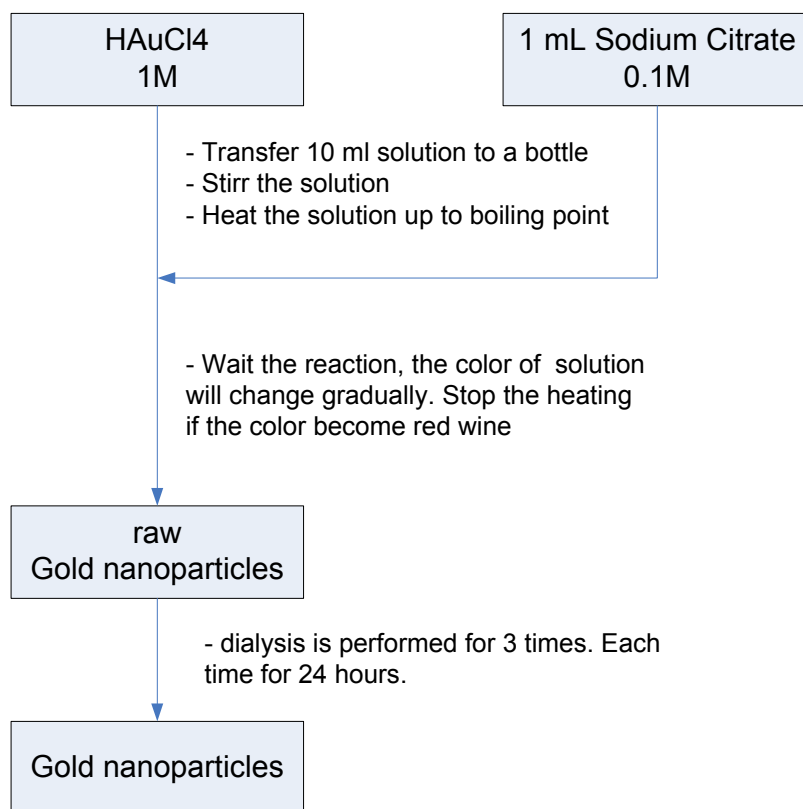 HAuCl4
1M
1 mL Sodium Citrate
0.1M
- Transfer 10 ml solution to a bottle
- Stirr the solution
- Heat the solution up to boiling point
- Wait the reaction, the color of  solution
will change gradually. Stop the heating
if the color become red wine
raw
Gold nanoparticles
- dialysis is performed for 3 times. Each
time for 24 hours.
Gold nanoparticles